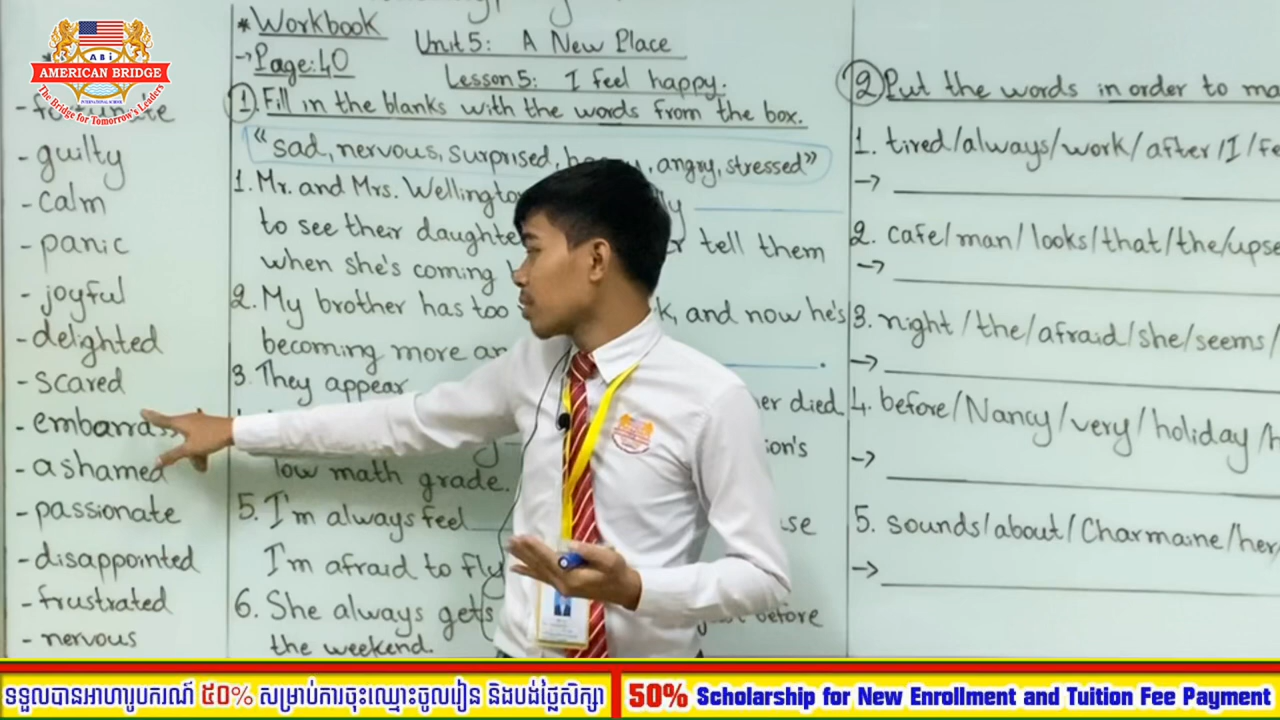 ABi
AMERICAN BRIDGE
INTERNATIONAL SCHOOL
The Bridge for Tomorrow's Leaders
- fortunate
- guilty
- calm
- panic
- joyful
- delighted
- scared
- embarrass
- ashamed
- passionate
- disappointed
- frustrated
- nervous
* Workbook
→ Page: 40
Unit 5: A New Place
Lesson 5: I feel happy.
① Fill in the blanks with the words from the box.
“sad, nervous, surprised, angry, stressed”
1. Mr. and Mrs. Wellington
to see their tell them
when she's coming
2. My brother has too and now he's
becoming more .
3. They appear died
low math grade.
5. I'm always feel
I'm afraid to fly
6. She always gets before
the weekend.
② Put the words in order to
1. tired/always/work/after/I/
→
2. cafe/man/looks/that/the/
→
3. night/the/afraid/she/seems/
→
4. before/Nancy/very/holiday/
→
5. sounds/about/Charmaine/her/
→
ទទួលបានអាហារូបករណ៍ ៥០% សម្រាប់ការចុះឈ្មោះចូលរៀន និងបង់ថ្លៃសិក្សា
50% Scholarship for New Enrollment and Tuition Fee Payment